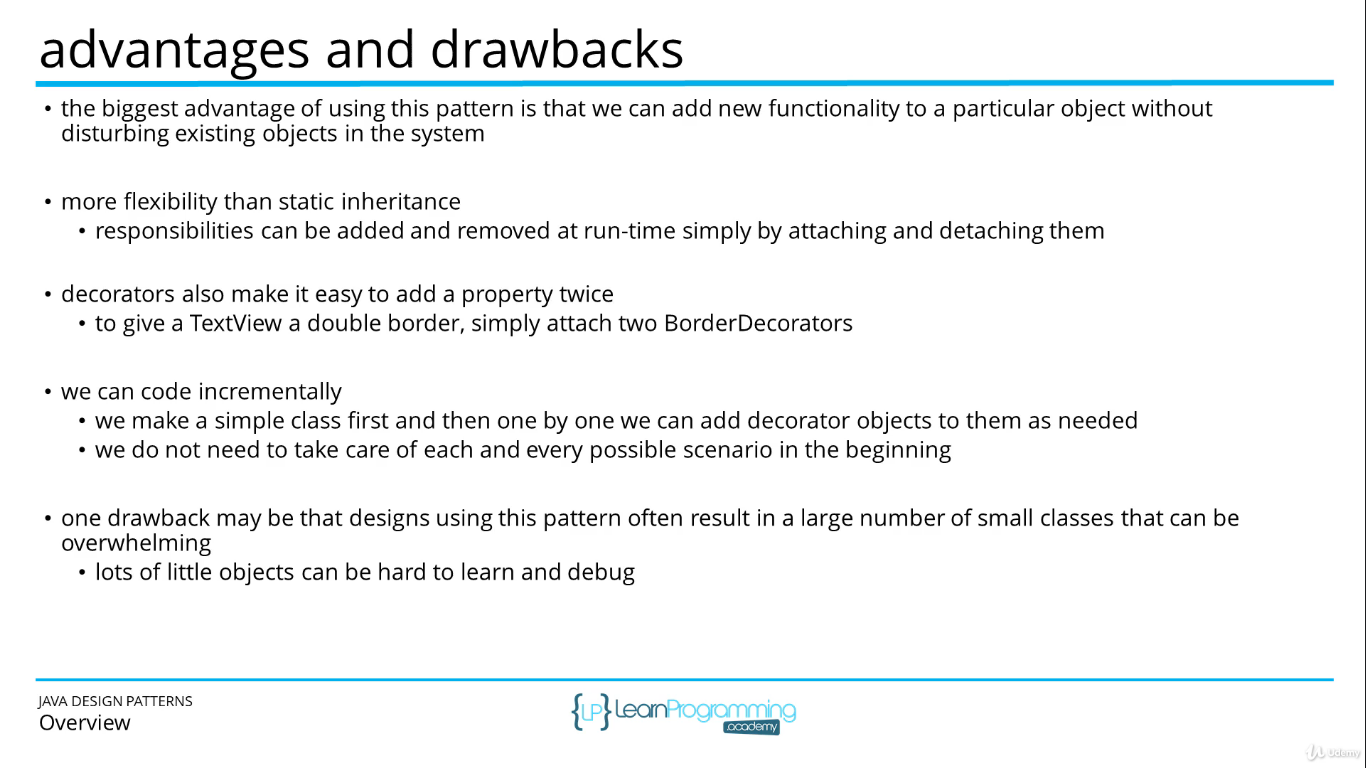 advantages and drawbacks
• the biggest advantage of using this pattern is that we can add new functionality to a particular object without
disturbing existing objects in the system
• more flexibility than static inheritance
• responsibilities can be added and removed at run-time simply by attaching and detaching them
• decorators also make it easy to add a property twice
• to give a TextView a double border, simply attach two BorderDecorators
• we can code incrementally
• we make a simple class first and then one by one we can add decorator objects to them as needed
• we do not need to take care of each and every possible scenario in the beginning
• one drawback may be that designs using this pattern often result in a large number of small classes that can be
overwhelming
• lots of little objects can be hard to learn and debug
JAVA DESIGN PATTERNS
Overview
{LP} LearnProgramming
.academy
Udemy